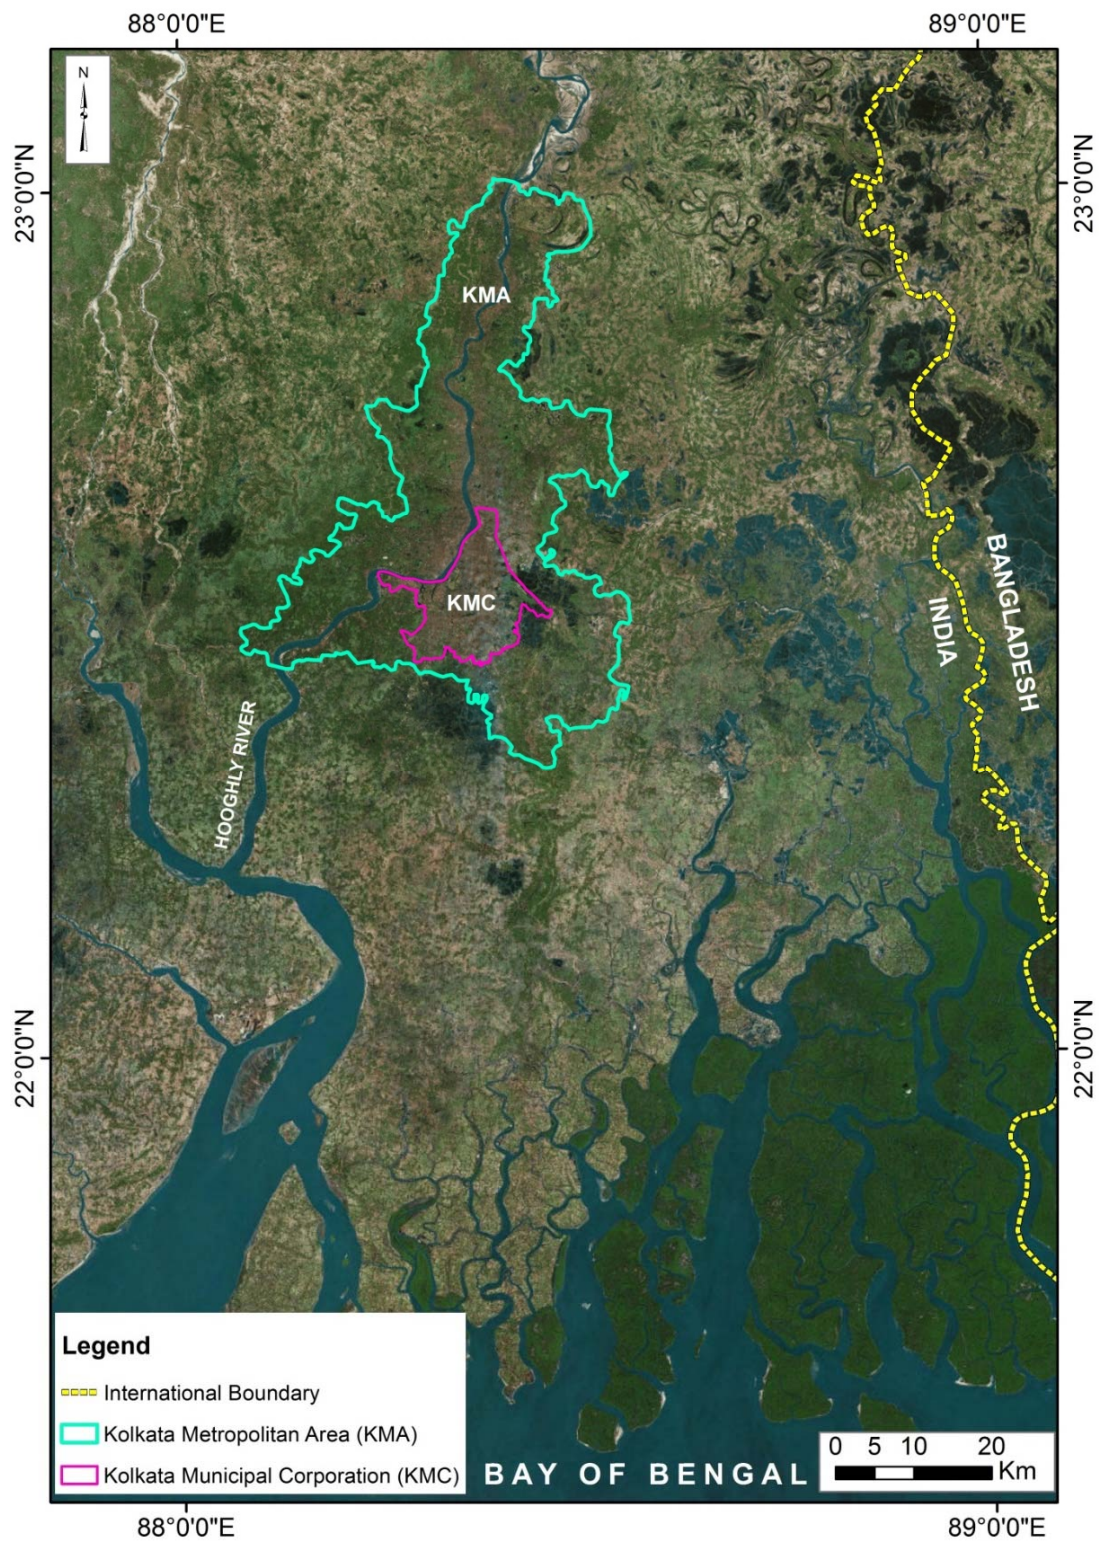 88°0'0"E
89°0'0"E
N
23°0'0"N
23°0'0"N
KMA
KMC
BANGLADESH
INDIA
HOOGHLY RIVER
22°0'0"N
22°0'0"N
Legend
International Boundary
Kolkata Metropolitan Area (KMA)
Kolkata Municipal Corporation (KMC)
BAY OF BENGAL
0 5 10 20
Km
88°0'0"E
89°0'0"E